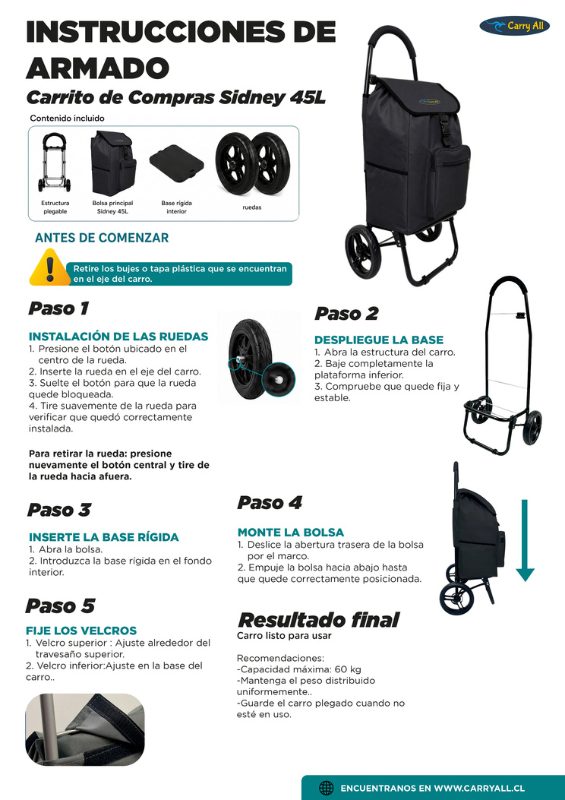 INSTRUCCIONES DE
ARMADO
Carrito de Compras Sidney 45L
Carry All
Contenido incluido
Estructura
plegable
Bolsa principal
Sidney 45L
Base rígida
interior
ruedas
ANTES DE COMENZAR
Retire los bujes o tapa plástica que se encuentran
en el eje del carro.
Paso 1
INSTALACIÓN DE LAS RUEDAS
1. Presione el botón ubicado en el
centro de la rueda.
2. Inserte la rueda en el eje del carro.
3. Suelte el botón para que la rueda
quede bloqueada.
4. Tire suavemente de la rueda para
verificar que quedó correctamente
instalada.
Para retirar la rueda: presione
nuevamente el botón central y tire de
la rueda hacia afuera.
Paso 2
DESPLIEGUE LA BASE
1. Abra la estructura del carro.
2. Baje completamente la
plataforma inferior.
3. Compruebe que quede fija y
estable.
Paso 3
INSERTE LA BASE RÍGIDA
1. Abra la bolsa.
2. Introduzca la base rígida en el fondo
interior.
Paso 4
MONTE LA BOLSA
1. Deslice la abertura trasera de la bolsa
por el marco.
2. Empuje la bolsa hacia abajo hasta
que quede correctamente posicionada.
Paso 5
FIJE LOS VELCROS
1. Velcro superior : Ajuste alrededor del
travesaño superior.
2. Velcro inferior:Ajuste en la base del
carro..
Resultado final
Carro listo para usar
Recomendaciones:
-Capacidad máxima: 60 kg
-Mantenga el peso distribuido
uniformemente..
-Guarde el carro plegado cuando no
esté en uso.
ENCUENTRANOS EN WWW.CARRYALL.CL